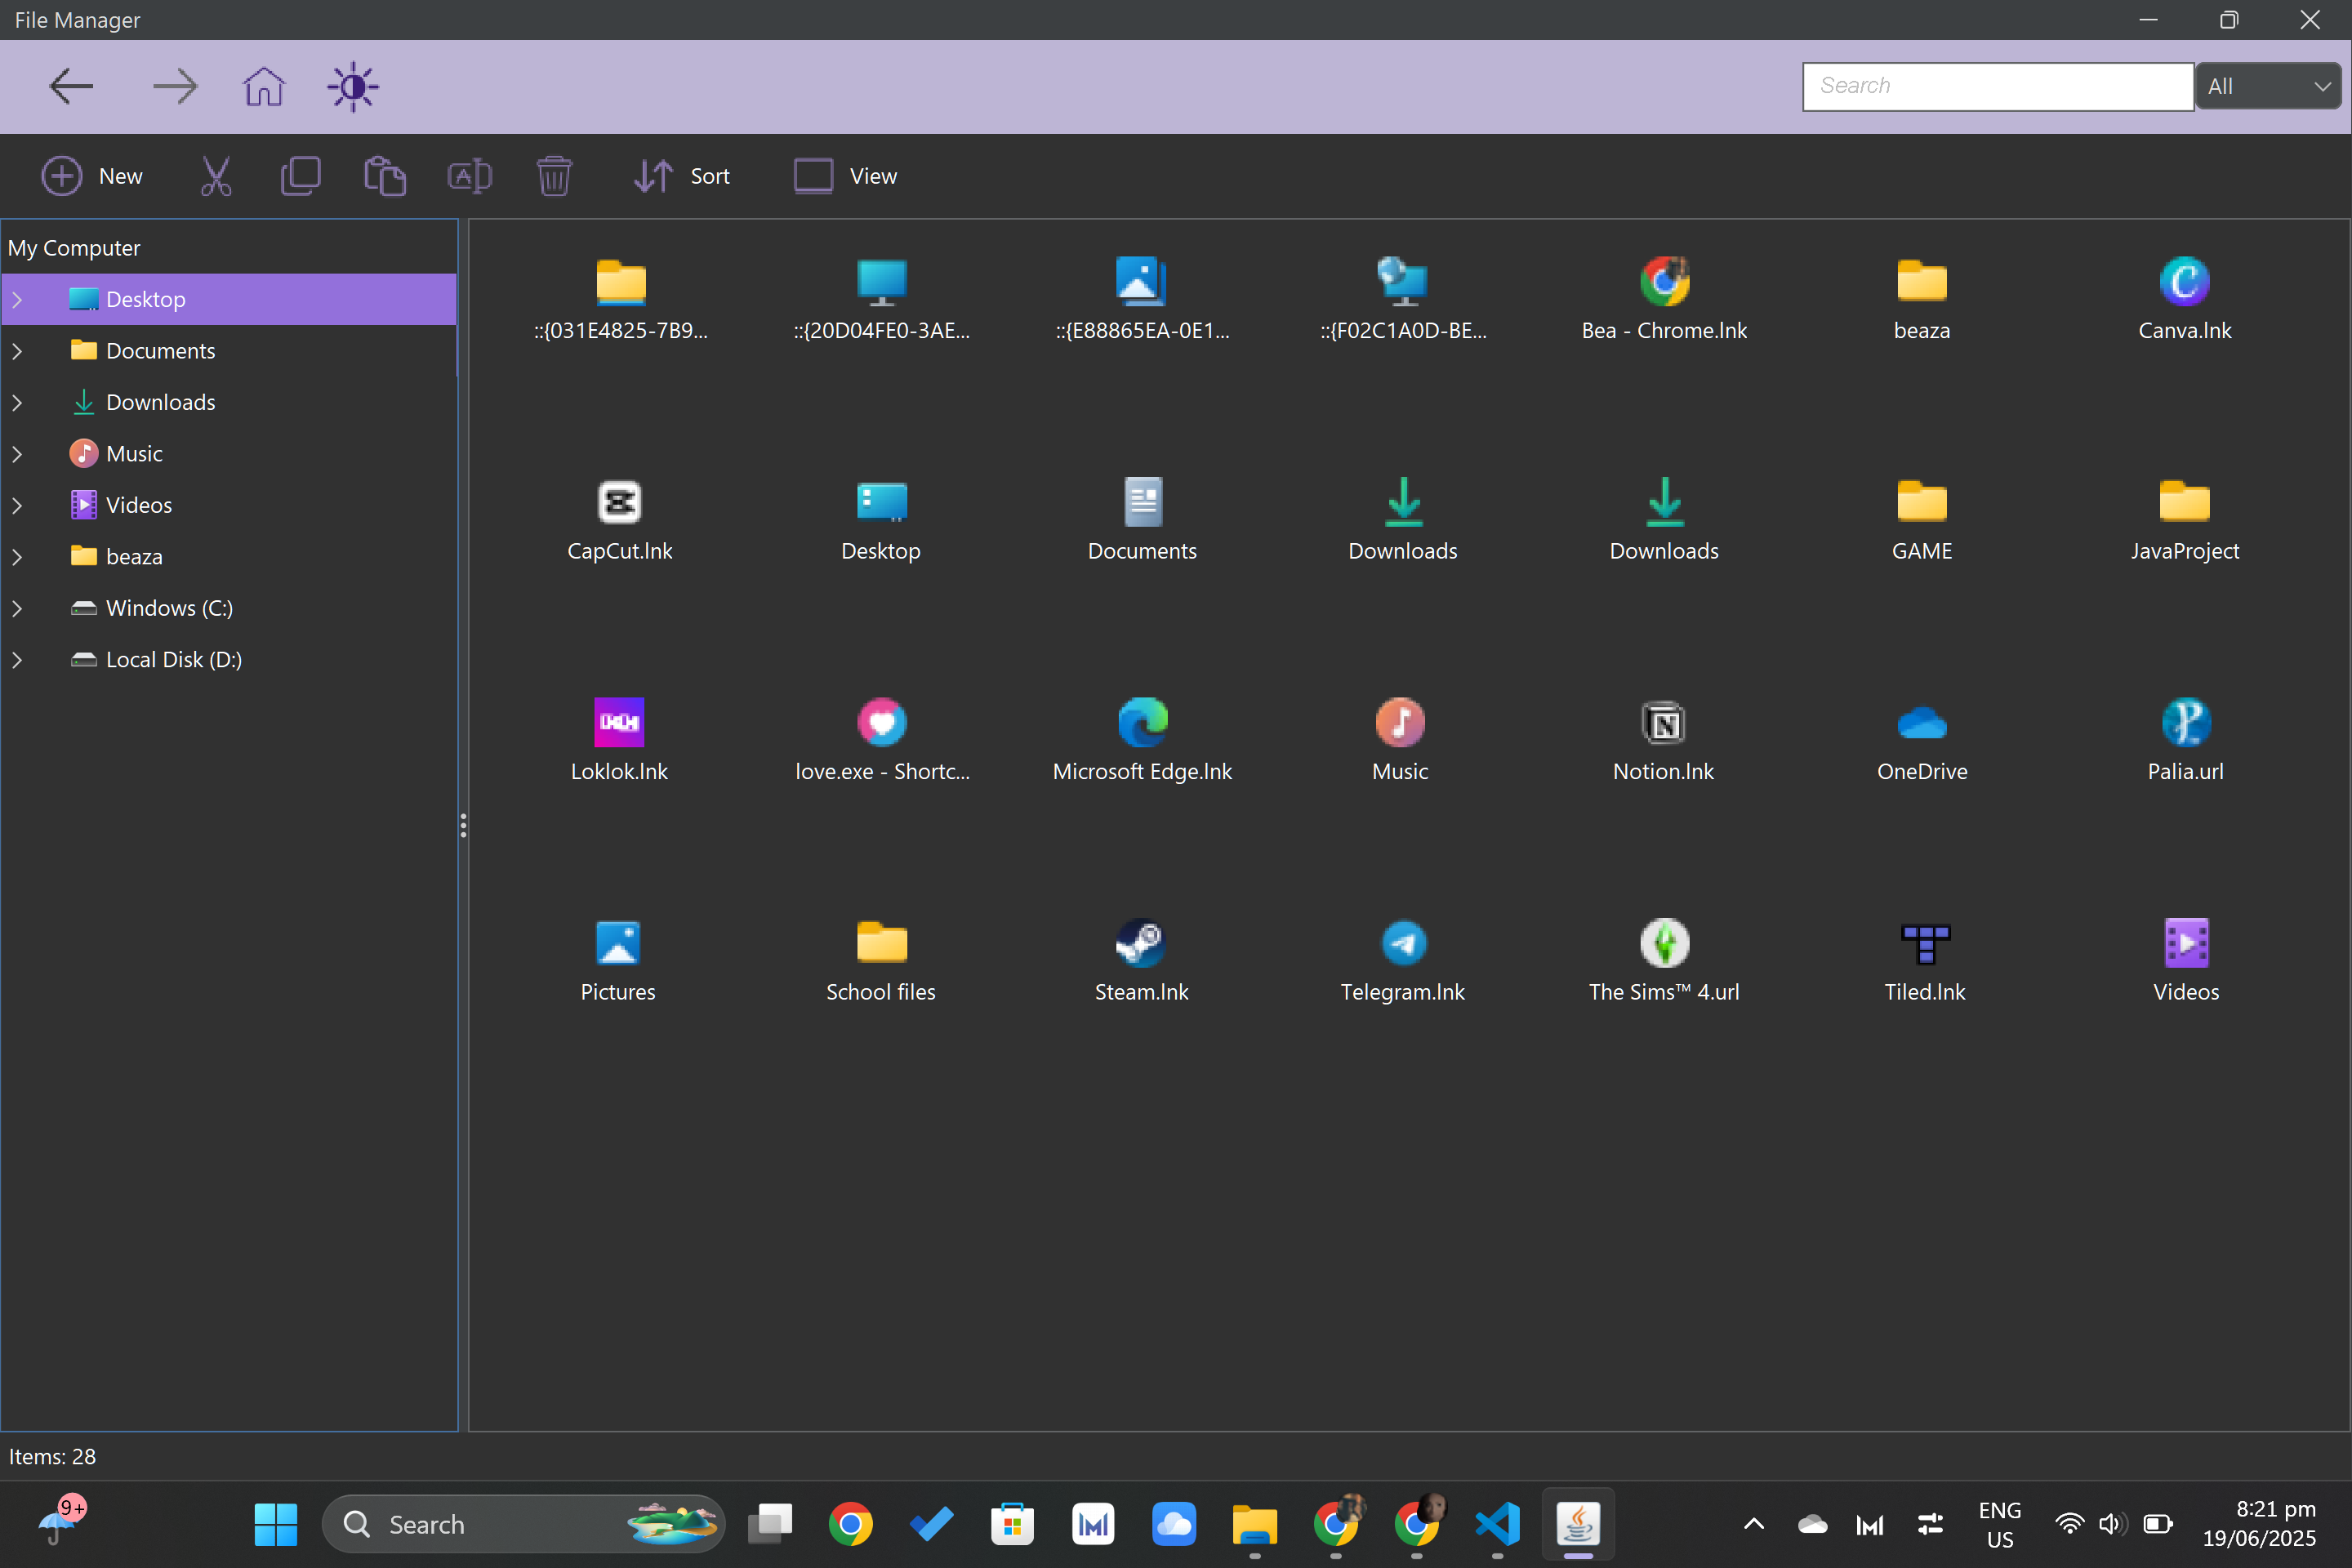 File Manager
Search
All
New
Sort
View
My Computer
Desktop
Documents
Downloads
Music
Videos
beaza
Windows (C:)
Local Disk (D:)
::{031E4825-7B9...
::{20D04FE0-3AE...
::{E88865EA-0E1...
::{F02C1A0D-BE...
Bea - Chrome.lnk
beaza
Canva.lnk
CapCut.lnk
Desktop
Documents
Downloads
Downloads
GAME
JavaProject
Loklok.lnk
love.exe - Shortc...
Microsoft Edge.lnk
Music
Notion.lnk
OneDrive
Palia.url
Pictures
School files
Steam.lnk
Telegram.lnk
The Sims™ 4.url
Tiled.lnk
Videos
Items: 28
9+
Search
ENG
US
8:21 pm
19/06/2025